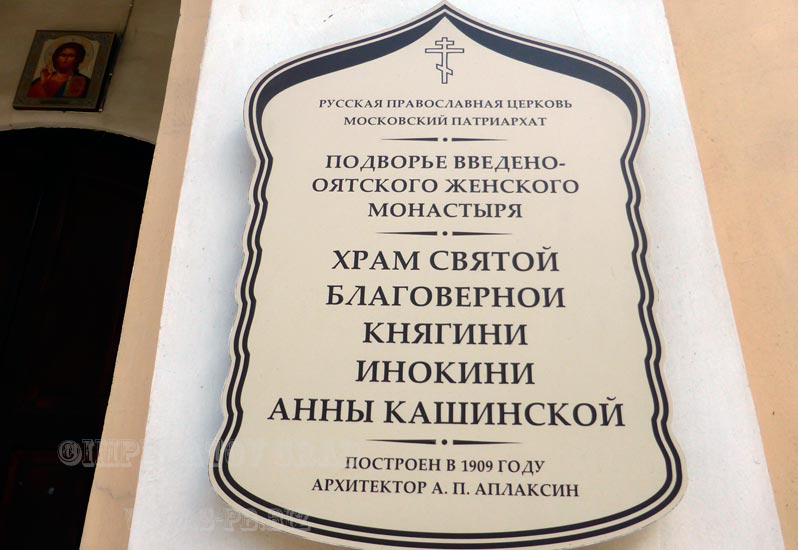 РУССКАЯ ПРАВОСЛАВНАЯ ЦЕРКОВЬ
МОСКОВСКИЙ ПАТРИАРХАТ
ПОДВОРЬЕ ВВЕДЕНО-
ОЯТСКОГО ЖЕНСКОГО
МОНАСТЫРЯ
ХРАМ СВЯТОЙ
БЛАГОВЕРНОИ
КНЯГИНИ
ИНОКИНИ
АННЫ КАШИНСКОЙ
ПОСТРОЕН В 1909 ГОДУ
АРХИТЕКТОР А. П. АПЛАКСИН